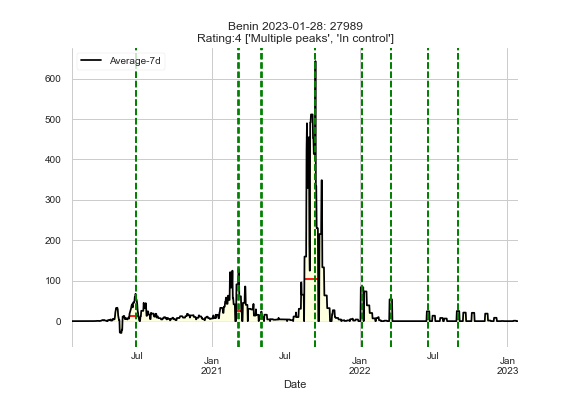 Benin 2023-01-28: 27989
Rating:4 ['Multiple peaks', 'In control']
Average-7d
600
500
400
300
200
100
0
Jul
Jan
2021
Jul
Jan
2022
Jul
Jan
2023
Date